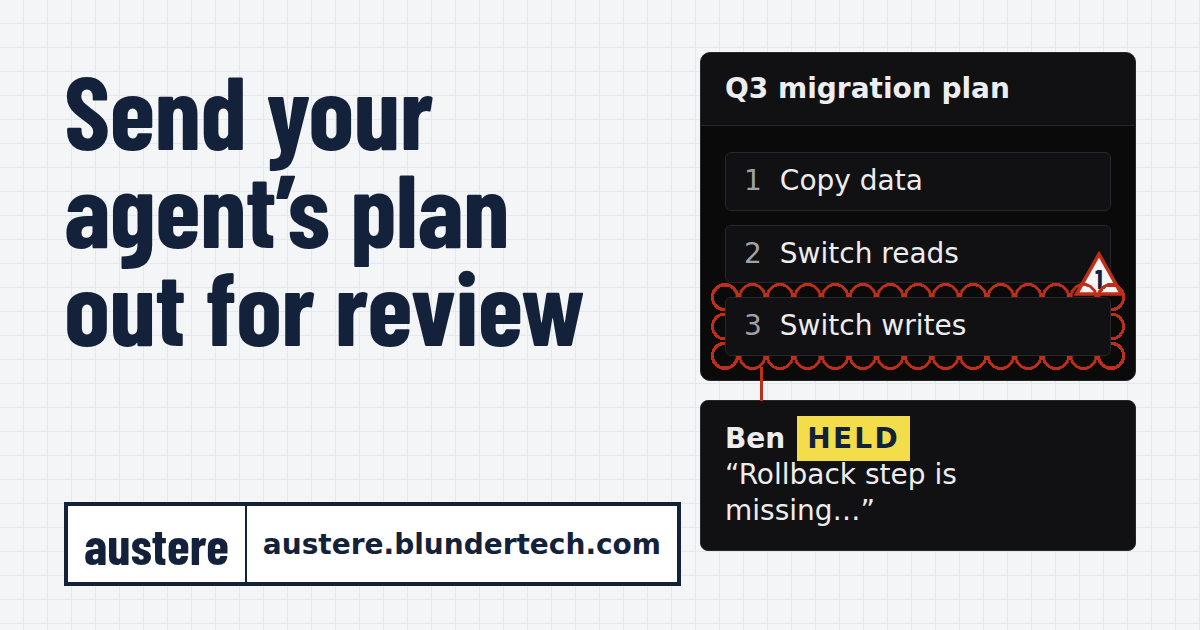 Send your
agent’s plan
out for review
austere
austere.blundertech.com
Q3 migration plan
1 Copy data
2 Switch reads
1
3 Switch writes
Ben HELD
“Rollback step is
missing…”